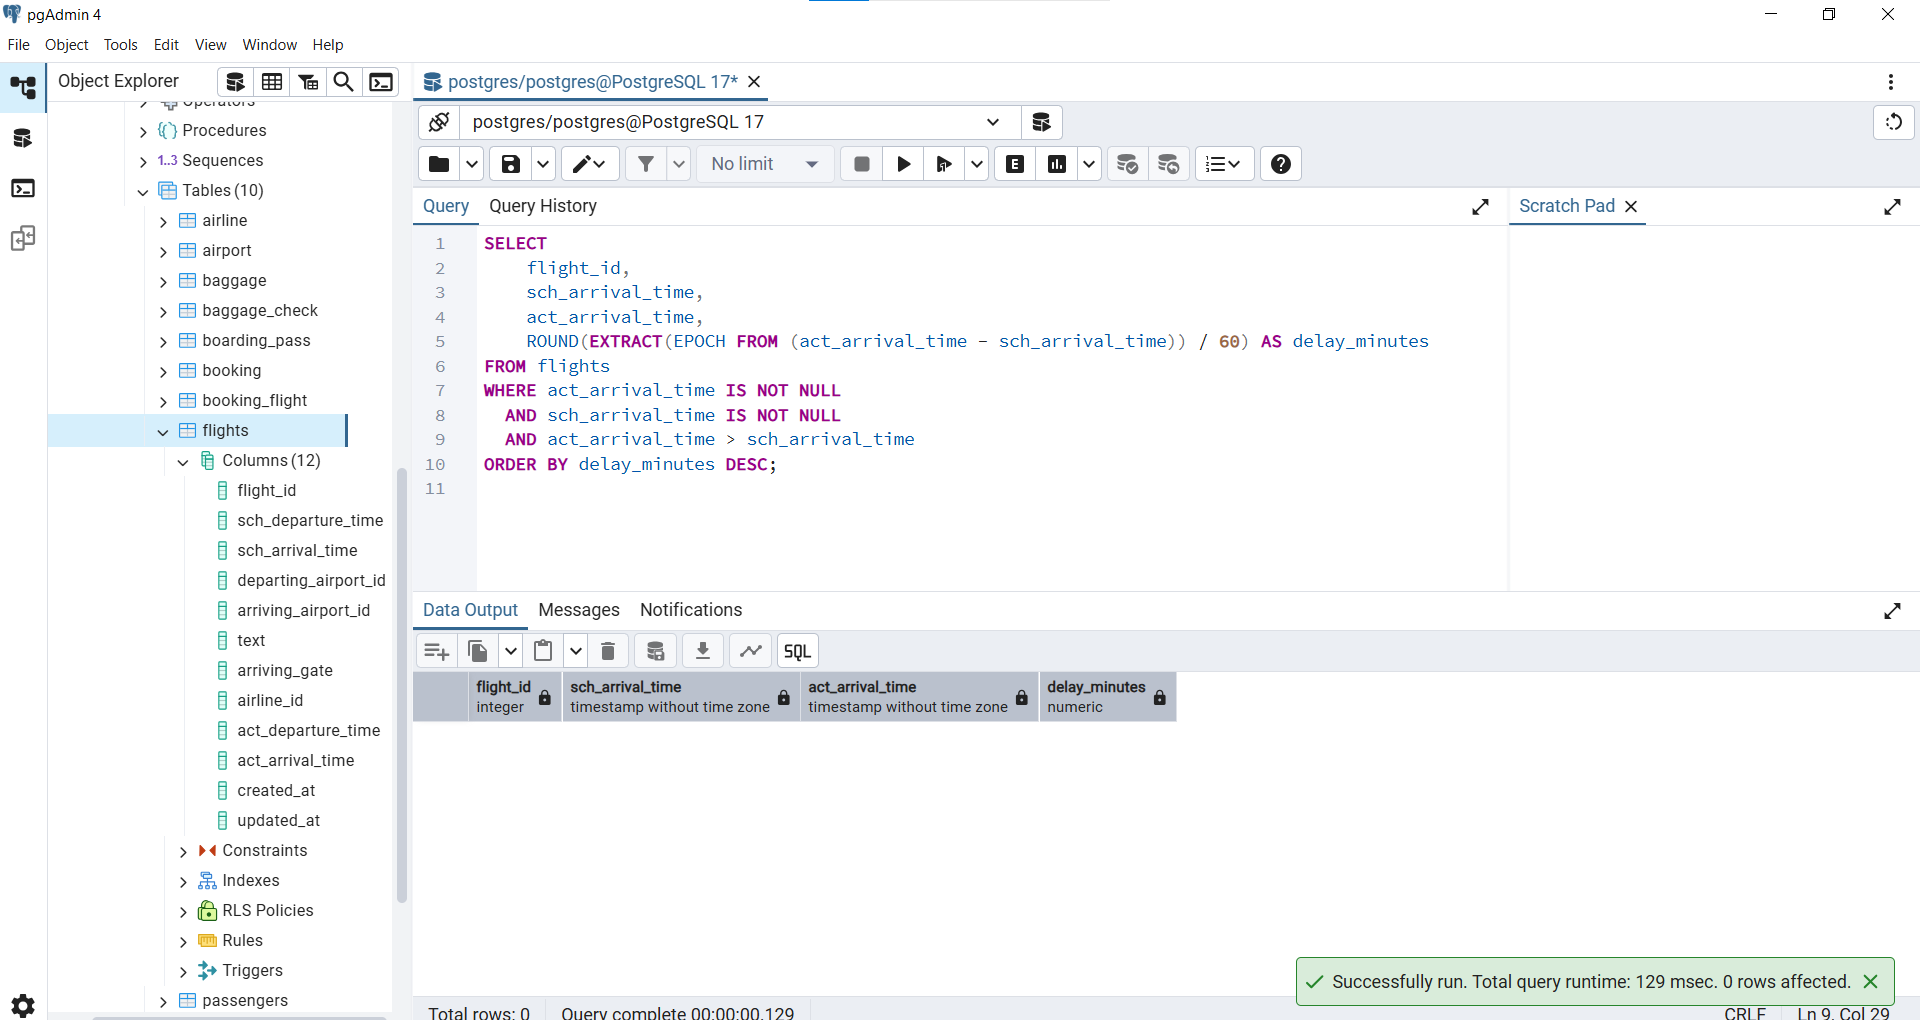 pgAdmin 4
File Object Tools Edit View Window Help
Object Explorer
Operators
Procedures
1..3 Sequences
Tables (10)
airline
airport
baggage
baggage_check
boarding_pass
booking
booking_flight
flights
Columns (12)
flight_id
sch_departure_time
sch_arrival_time
departing_airport_id
arriving_airport_id
text
arriving_gate
airline_id
act_departure_time
act_arrival_time
created_at
updated_at
Constraints
Indexes
RLS Policies
Rules
Triggers
passengers
postgres/postgres@PostgreSQL 17*
postgres/postgres@PostgreSQL 17
No limit
E
Query Query History
Scratch Pad
1 SELECT
2 flight_id,
3 sch_arrival_time,
4 act_arrival_time,
5 ROUND(EXTRACT(EPOCH FROM (act_arrival_time - sch_arrival_time)) / 60) AS delay_minutes
6 FROM flights
7 WHERE act_arrival_time IS NOT NULL
8 AND sch_arrival_time IS NOT NULL
9 AND act_arrival_time > sch_arrival_time
10 ORDER BY delay_minutes DESC;
11
Data Output Messages Notifications
SQL
flight_id sch_arrival_time act_arrival_time delay_minutes
integer timestamp without time zone timestamp without time zone numeric
Successfully run. Total query runtime: 129 msec. 0 rows affected.
Total rows: 0 Query complete 00:00:00.129 CRLF Ln 9, Col 29